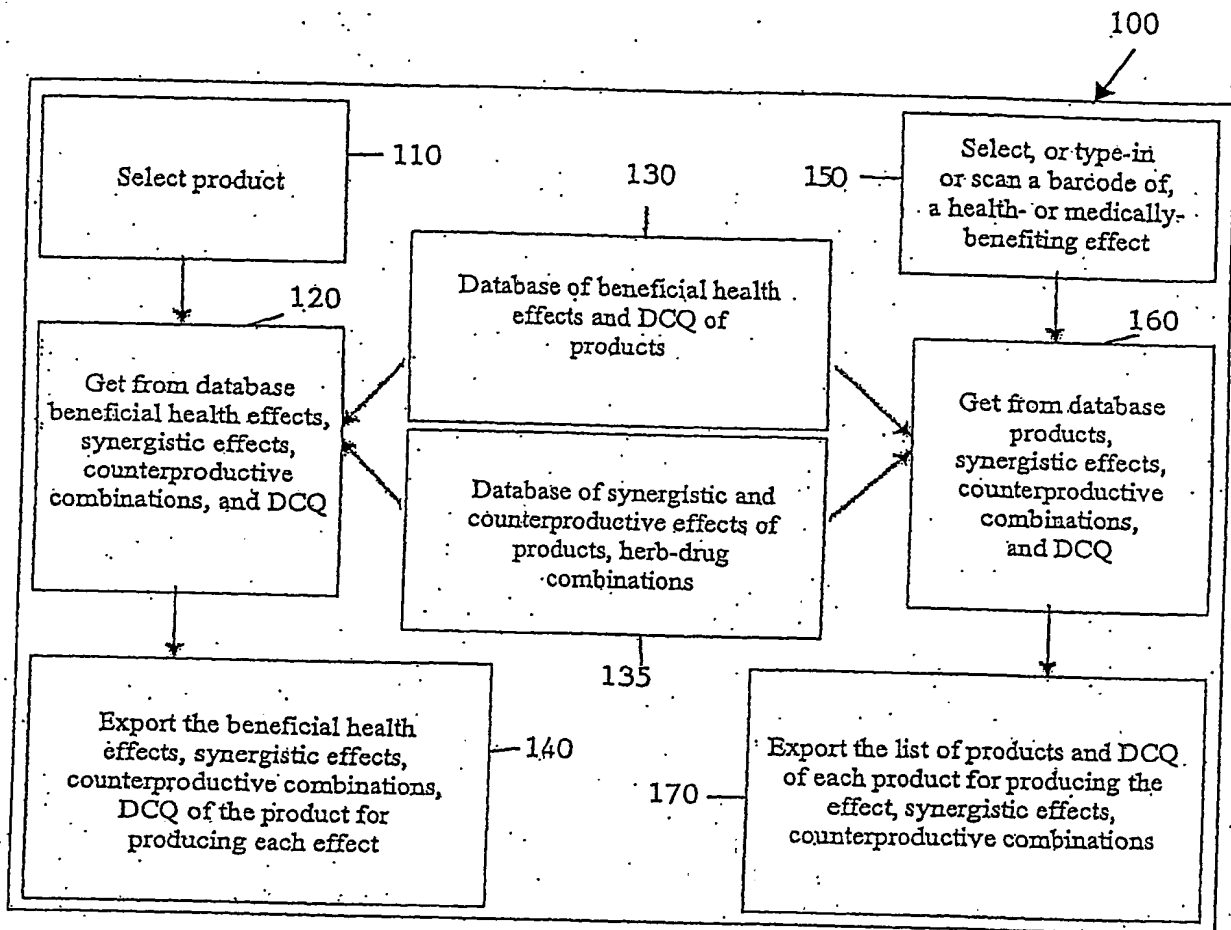 100
Select product
110
130
150
Select, or type-in
or scan a barcode of,
a health- or medically-
benefiting effect
120
Database of beneficial health
effects and DCQ of
products
160
Get from database
beneficial health effects,
synergistic effects,
counterproductive
combinations, and DCQ
Database of synergistic and
counterproductive effects of
products, herb-drug
combinations
Get from database
products,
synergistic effects,
counterproductive
combinations,
and DCQ
135
Export the beneficial health
effects, synergistic effects,
counterproductive combinations,
DCQ of the product for
producing each effect
140
170
Export the list of products and DCQ
of each product for producing the
effect, synergistic effects,
counterproductive combinations